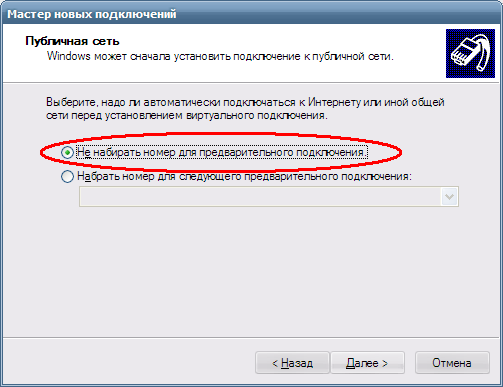 Мастер новых подключений
Публичная сеть
Windows может сначала установить подключение к публичной сети.
Выберите, надо ли автоматически подключаться к Интернету или иной общей
сети перед установлением виртуального подключения.
Не набирать номер для предварительного подключения.
Набрать номер для следующего предварительного подключения:
< Назад
Далее >
Отмена